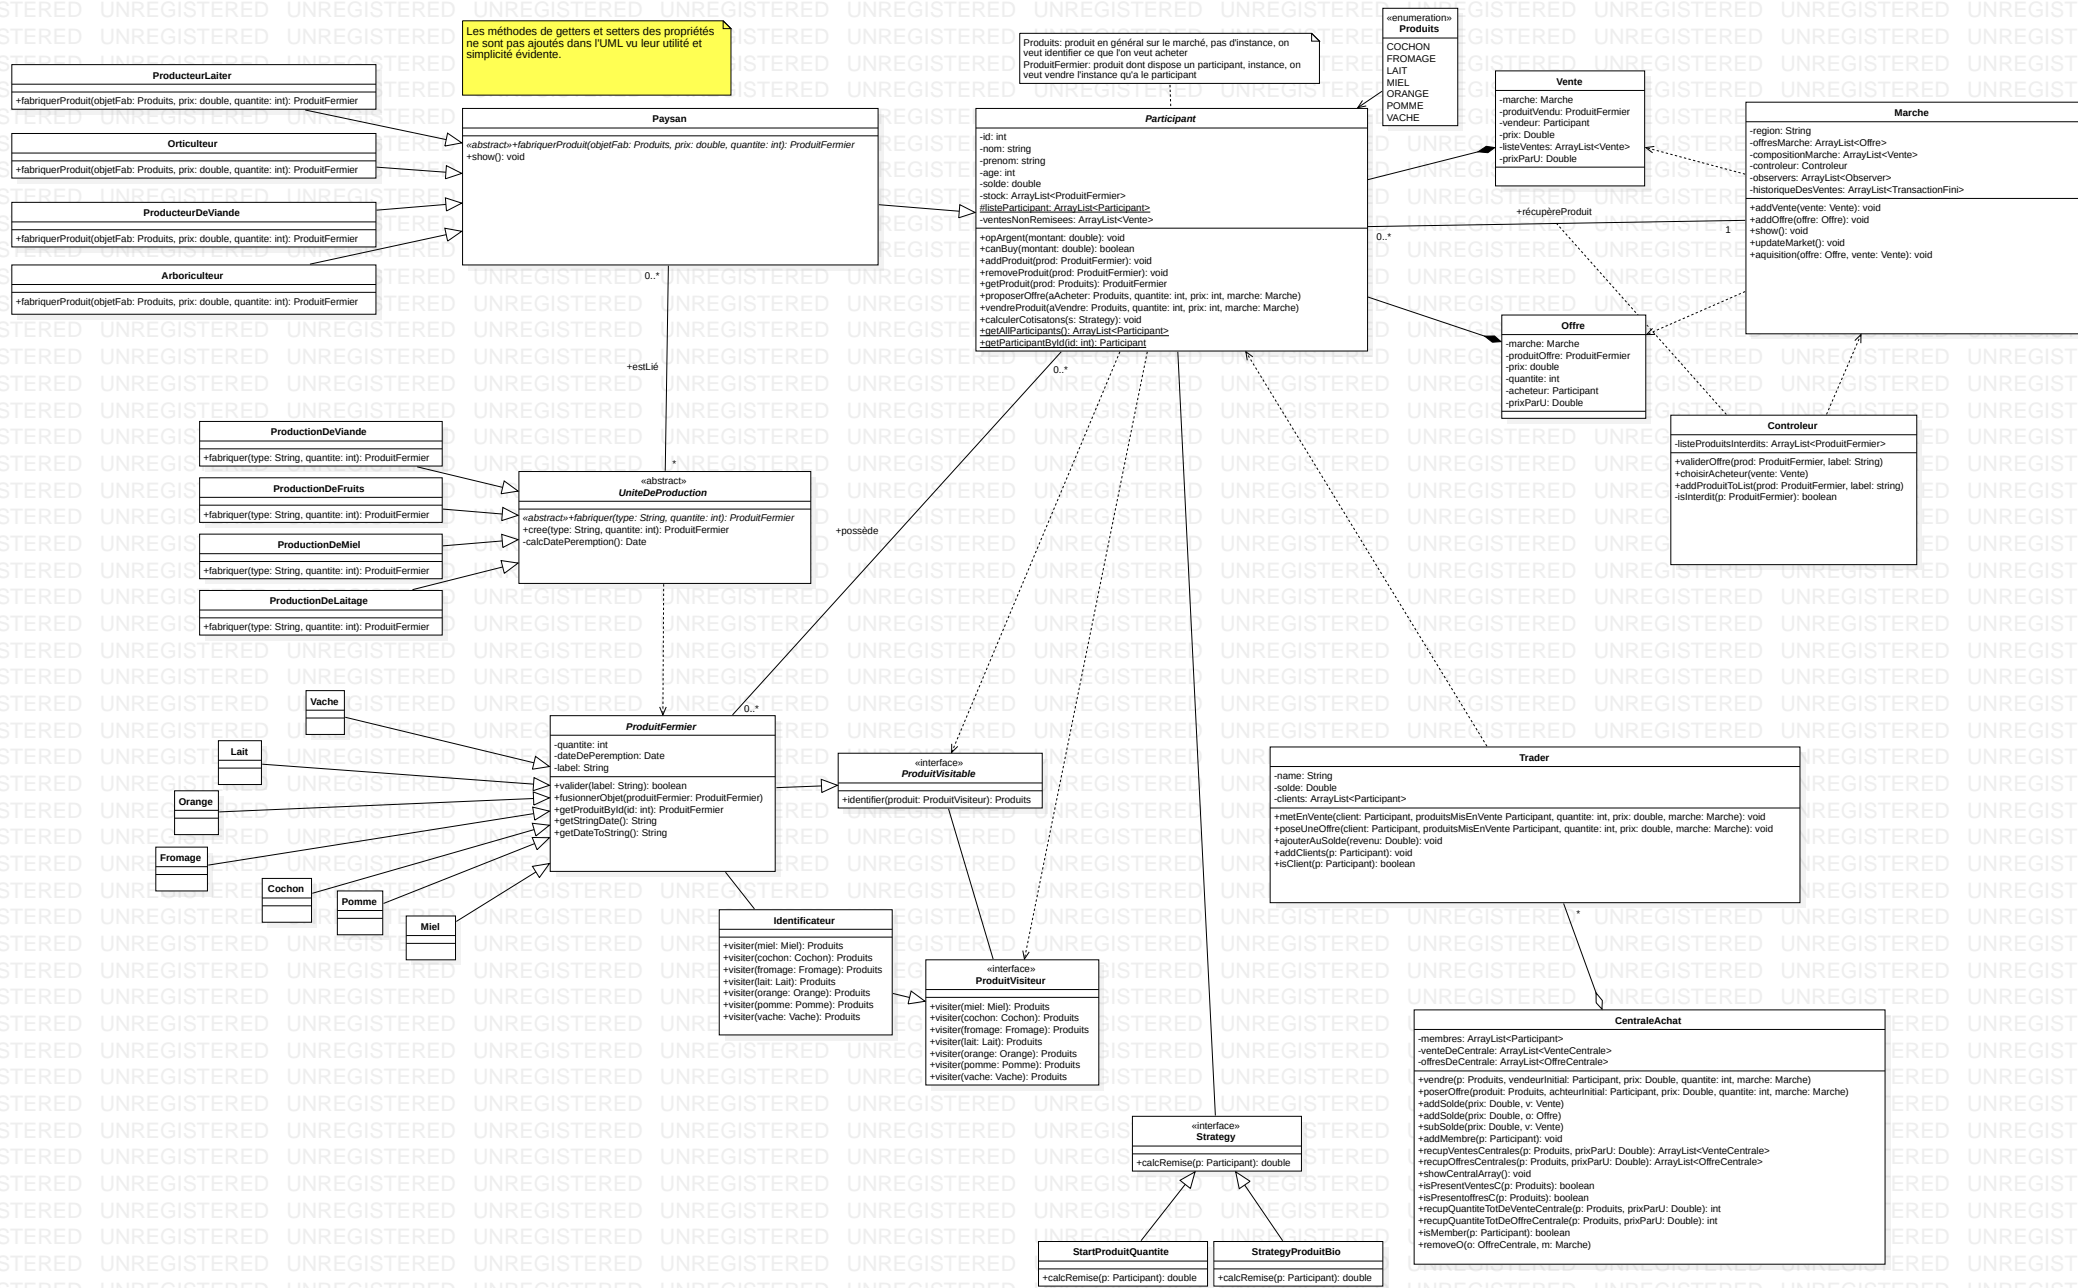 Les méthodes de getters et setters des propriétés
ne sont pas ajoutés dans l'UML vu leur utilité et
simplicité évidente.
Produits: produit en général sur le marché, pas d'instance, on
veut identifier ce que l'on veut acheter
ProduitFermier: produit dont dispose un participant, instance, on
veut vendre l'instance qu'a le participant
«enumeration»
Produits
COCHON
FROMAGE
LAIT
MIEL
ORANGE
POMME
VACHE
ProducteurLaiter
+fabriquerProduit(objetFab: Produits, prix: double, quantite: int): ProduitFermier
Orticulteur
+fabriquerProduit(objetFab: Produits, prix: double, quantite: int): ProduitFermier
ProducteurDeViande
+fabriquerProduit(objetFab: Produits, prix: double, quantite: int): ProduitFermier
Arboriculteur
+fabriquerProduit(objetFab: Produits, prix: double, quantite: int): ProduitFermier
Paysan
«abstract»+fabriquerProduit(objetFab: Produits, prix: double, quantite: int): ProduitFermier
+show(): void
Participant
-id: int
-nom: string
-prenom: string
-age: int
-solde: double
-stock: ArrayList<ProduitFermier>
#listeParticipant: ArrayList<Participant>
-ventesNonRemisees: ArrayList<Vente>
+opArgent(montant: double): void
+canBuy(montant: double): boolean
+addProduit(prod: ProduitFermier): void
+removeProduit(prod: ProduitFermier): void
+getProduit(prod: Produits): ProduitFermier
+proposerOffre(aAcheter: Produits, quantite: int, prix: int, marche: Marche)
+vendreProduit(aVendre: Produits, quantite: int, prix: int, marche: Marche)
+calculerCotisatons(s: Strategy): void
+getAllParticipants(): ArrayList<Participant>
+getParticipantById(id: int): Participant
Vente
-marche: Marche
-produitVendu: ProduitFermier
-vendeur: Participant
-prix: Double
-listeVentes: ArrayList<Vente>
-prixParU: Double
Marche
-region: String
-offresMarche: ArrayList<Offre>
-compositionMarche: ArrayList<Vente>
-controleur: Controleur
-observers: ArrayList<Observer>
-historiqueDesVentes: ArrayList<TransactionFini>
+addVente(vente: Vente): void
+addOffre(offre: Offre): void
+show(): void
+updateMarket(): void
+aquisition(offre: Offre, vente: Vente): void
+récupèreProduit
0..*
1
Offre
-marche: Marche
-produitOffre: ProduitFermier
-prix: double
-quantite: int
-acheteur: Participant
-prixParU: Double
Controleur
-listeProduitsInterdits: ArrayList<ProduitFermier>
+validerOffre(prod: ProduitFermier, label: String)
+choisirAcheteur(vente: Vente)
+addProduitToList(prod: ProduitFermier, label: string)
-isInterdit(p: ProduitFermier): boolean
0..*
+estLié
*
0..*
+possède
0..*
ProductionDeViande
+fabriquer(type: String, quantite: int): ProduitFermier
ProductionDeFruits
+fabriquer(type: String, quantite: int): ProduitFermier
ProductionDeMiel
+fabriquer(type: String, quantite: int): ProduitFermier
ProductionDeLaitage
+fabriquer(type: String, quantite: int): ProduitFermier
«abstract»
UniteDeProduction
«abstract»+fabriquer(type: String, quantite: int): ProduitFermier
+cree(type: String, quantite: int): ProduitFermier
-calcDatePeremption(): Date
Vache
Lait
Orange
Fromage
Cochon
Pomme
Miel
ProduitFermier
-quantite: int
-dateDePeremption: Date
-label: String
+valider(label: String): boolean
+fusionnerObjet(produitFermier: ProduitFermier)
+getProduitById(id: int): ProduitFermier
+getStringDate(): String
+getDateToString(): String
«interface»
ProduitVisitable
+identifier(produit: ProduitVisiteur): Produits
Identificateur
+visiter(miel: Miel): Produits
+visiter(cochon: Cochon): Produits
+visiter(fromage: Fromage): Produits
+visiter(lait: Lait): Produits
+visiter(orange: Orange): Produits
+visiter(pomme: Pomme): Produits
+visiter(vache: Vache): Produits
«interface»
ProduitVisiteur
+visiter(miel: Miel): Produits
+visiter(cochon: Cochon): Produits
+visiter(fromage: Fromage): Produits
+visiter(lait: Lait): Produits
+visiter(orange: Orange): Produits
+visiter(pomme: Pomme): Produits
+visiter(vache: Vache): Produits
Trader
-name: String
-solde: Double
-clients: ArrayList<Participant>
+metEnVente(client: Participant, produitsMisEnVente Participant, quantite: int, prix: double, marche: Marche): void
+poseUneOffre(client: Participant, produitsMisEnVente Participant, quantite: int, prix: double, marche: Marche): void
+ajouterAuSolde(revenu: Double): void
+addClients(p: Participant): void
+isClient(p: Participant): boolean
*
CentraleAchat
-membres: ArrayList<Participant>
-venteDeCentrale: ArrayList<VenteCentrale>
-offresDeCentrale: ArrayList<OffreCentrale>
+vendre(p: Produits, vendeurInitial: Participant, prix: Double, quantite: int, marche: Marche)
+poserOffre(produit: Produits, achteurInitial: Participant, prix: Double, quantite: int, marche: Marche)
+addSolde(prix: Double, v: Vente)
+addSolde(prix: Double, o: Offre)
+subSolde(prix: Double, v: Vente)
+addMembre(p: Participant): void
+recupVentesCentrales(p: Produits, prixParU: Double): ArrayList<VenteCentrale>
+recupOffresCentrales(p: Produits, prixParU: Double): ArrayList<OffreCentrale>
+showCentralArray(): void
+isPresentVentesC(p: Produits): boolean
+isPresentoffresC(p: Produits): boolean
+recupQuantiteTotDeVenteCentrale(p: Produits, prixParU: Double): int
+recupQuantiteTotDeOffreCentrale(p: Produits, prixParU: Double): int
+isMember(p: Participant): boolean
+removeO(o: OffreCentrale, m: Marche)
«interface»
Strategy
+calcRemise(p: Participant): double
StartProduitQuantite
+calcRemise(p: Participant): double
StrategyProduitBio
+calcRemise(p: Participant): double